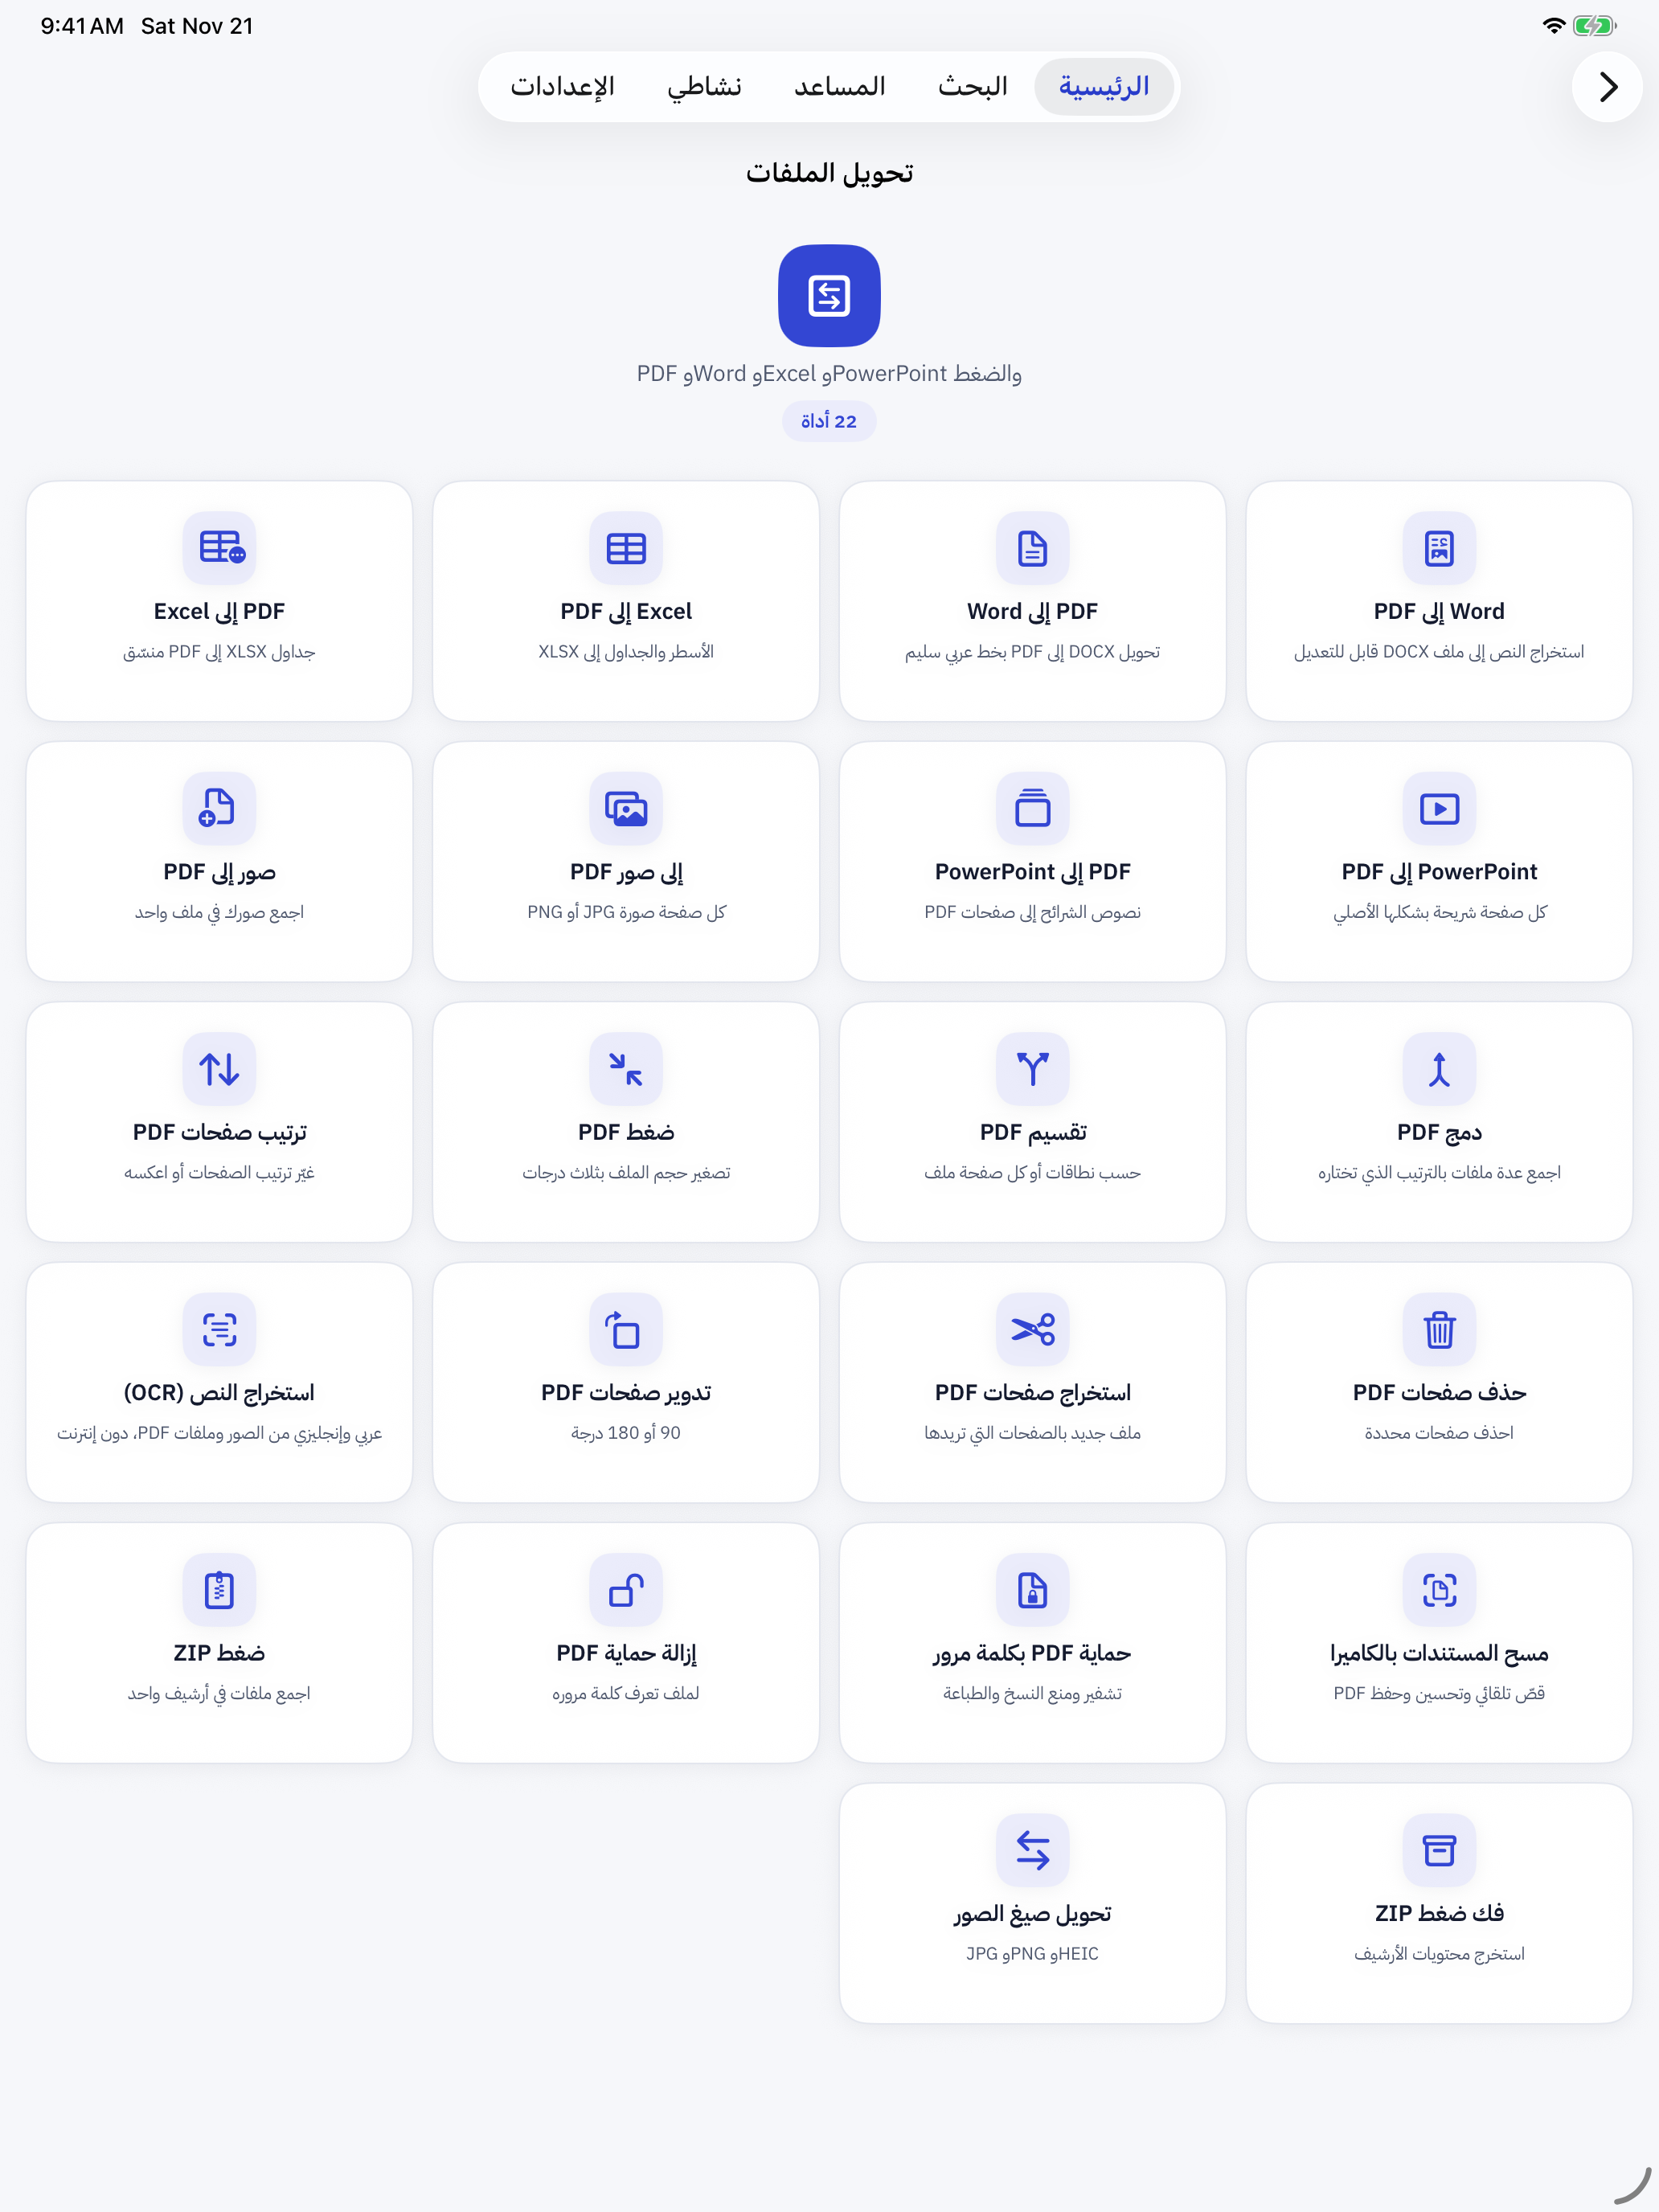 9:41 AM Sat Nov 21
الرئيسية
البحث
المساعد
نشاطي
الإعدادات
تحويل الملفات
PDF وWord وExcel وPowerPoint والضغط
22 أداة
PDF إلى Word
استخراج النص إلى ملف DOCX قابل للتعديل
Word إلى PDF
تحويل DOCX إلى PDF بخط عربي سليم
PDF إلى Excel
الأسطر والجداول إلى XLSX
Excel إلى PDF
جداول XLSX إلى PDF منسّق
PDF إلى PowerPoint
كل صفحة شريحة بشكلها الأصلي
PowerPoint إلى PDF
نصوص الشرائح إلى صفحات PDF
PDF إلى صور
كل صفحة صورة JPG أو PNG
صور إلى PDF
اجمع صورك في ملف واحد
دمج PDF
اجمع عدة ملفات بالترتيب الذي تختاره
تقسيم PDF
حسب نطاقات أو كل صفحة ملف
ضغط PDF
تصغير حجم الملف بثلاث درجات
ترتيب صفحات PDF
غيّر ترتيب الصفحات أو اعكسه
حذف صفحات PDF
احذف صفحات محددة
استخراج صفحات PDF
ملف جديد بالصفحات التي تريدها
تدوير صفحات PDF
90 أو 180 درجة
استخراج النص (OCR)
عربي وإنجليزي من الصور وملفات PDF، دون إنترنت
مسح المستندات بالكاميرا
قصّ تلقائي وتحسين وحفظ PDF
حماية PDF بكلمة مرور
تشفير ومنع النسخ والطباعة
إزالة حماية PDF
لملف تعرف كلمة مروره
ضغط ZIP
اجمع ملفات في أرشيف واحد
فك ضغط ZIP
استخرج محتويات الأرشيف
تحويل صيغ الصور
JPG وPNG وHEIC